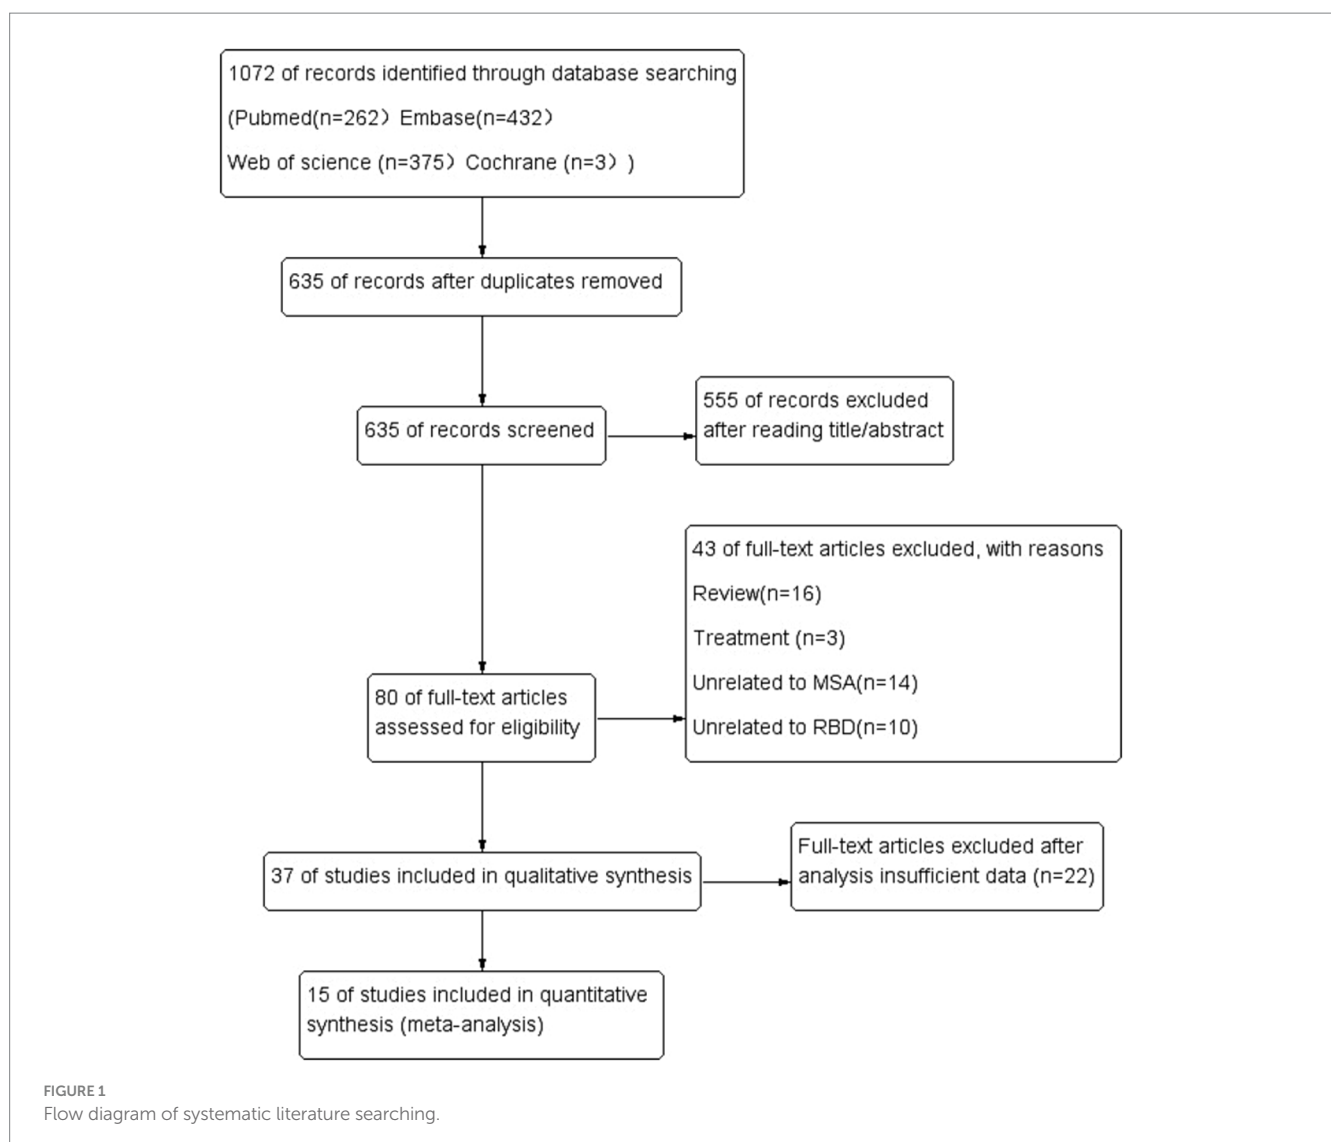 1072 of records identified through database searching
(Pubmed(n=262） Embase(n=432）
Web of science (n=375） Cochrane (n=3） )
635 of records after duplicates removed
635 of records screened
555 of records excluded
after reading title/abstract
80 of full-text articles
assessed for eligibility
43 of full-text articles excluded, with reasons
Review(n=16)
Treatment (n=3)
Unrelated to MSA(n=14)
Unrelated to RBD(n=10)
37 of studies included in qualitative synthesis
Full-text articles excluded after
analysis insufficient data (n=22)
15 of studies included in quantitative
synthesis (meta-analysis)
FIGURE 1
Flow diagram of systematic literature searching.